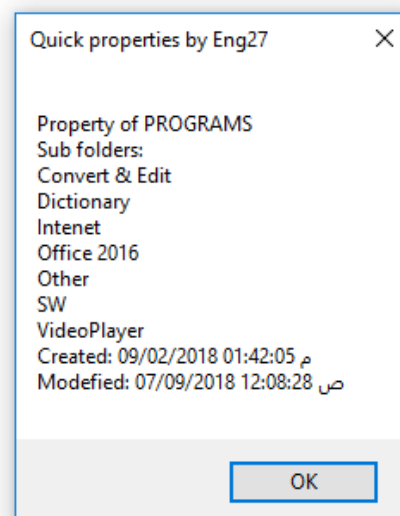 Quick properties by Eng27
Property of PROGRAMS
Sub folders:
Convert & Edit
Dictionary
Intenet
Office 2016
Other
SW
VideoPlayer
Created: 09/02/2018 01:42:05 م
Modefied: 07/09/2018 12:08:28 ص
OK